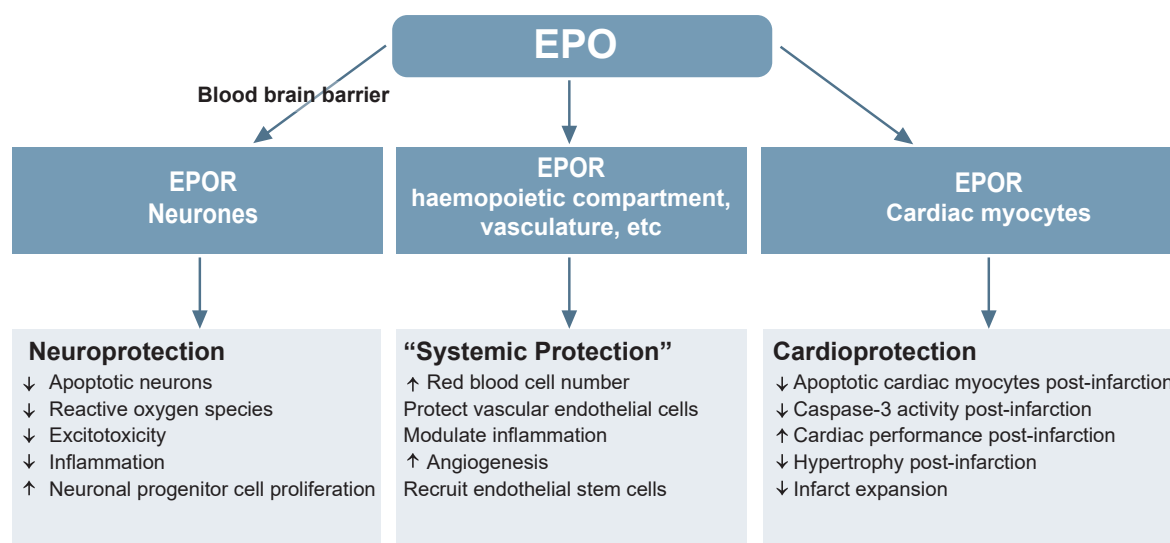 EPO
Blood brain barrier
EPOR
Neurones
EPOR
haemopoietic compartment,
vasculature, etc
EPOR
Cardiac myocytes
Neuroprotection
↓ Apoptotic neurons
↓ Reactive oxygen species
↓ Excitotoxicity
↓ Inflammation
↑ Neuronal progenitor cell proliferation
“Systemic Protection”
↑ Red blood cell number
Protect vascular endothelial cells
Modulate inflammation
↑ Angiogenesis
Recruit endothelial stem cells
Cardioprotection
↓ Apoptotic cardiac myocytes post-infarction
↓ Caspase-3 activity post-infarction
↑ Cardiac performance post-infarction
↓ Hypertrophy post-infarction
↓ Infarct expansion